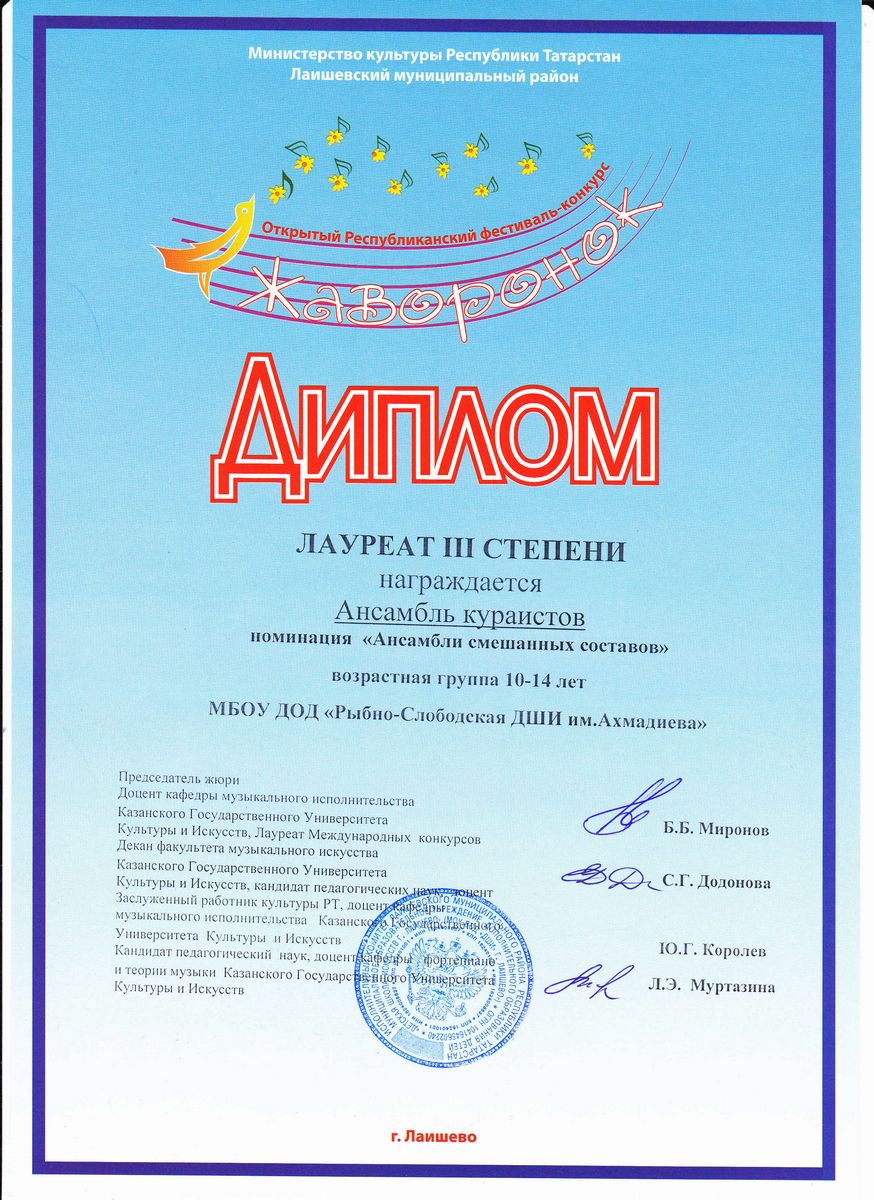 Министерство культуры Республики Татарстан
Лаишевский муниципальный район
Открытый Республиканский фестиваль-конкурс
Жаворонок
Диплом
ЛАУРЕАТ III СТЕПЕНИ
награждается
Ансамбль кураистов
номинация «Ансамбли смешанных составов»
возрастная группа 10-14 лет
МБОУ ДОД «Рыбно-Слободская ДШИ им.Ахмадиева»
Председатель жюри
Доцент кафедры музыкального исполнительства
Казанского Государственного Университета
Культуры и Искусств, Лауреат Международных конкурсов
Б.Б. Миронов
Декан факультета музыкального искусства
Казанского Государственного Университета
Культуры и Искусств, кандидат педагогических наук, доцент
С.Г. Додонова
Заслуженный работник культуры РТ, доцент кафедры
музыкального исполнительства Казанского Государственного
Университета Культуры и Искусств
Ю.Г. Королев
Кандидат педагогический наук, доцент кафедры фортепиано
и теории музыки Казанского Государственного Университета
Культуры и Искусств
Л.Э. Муртазина
г. Лаишево